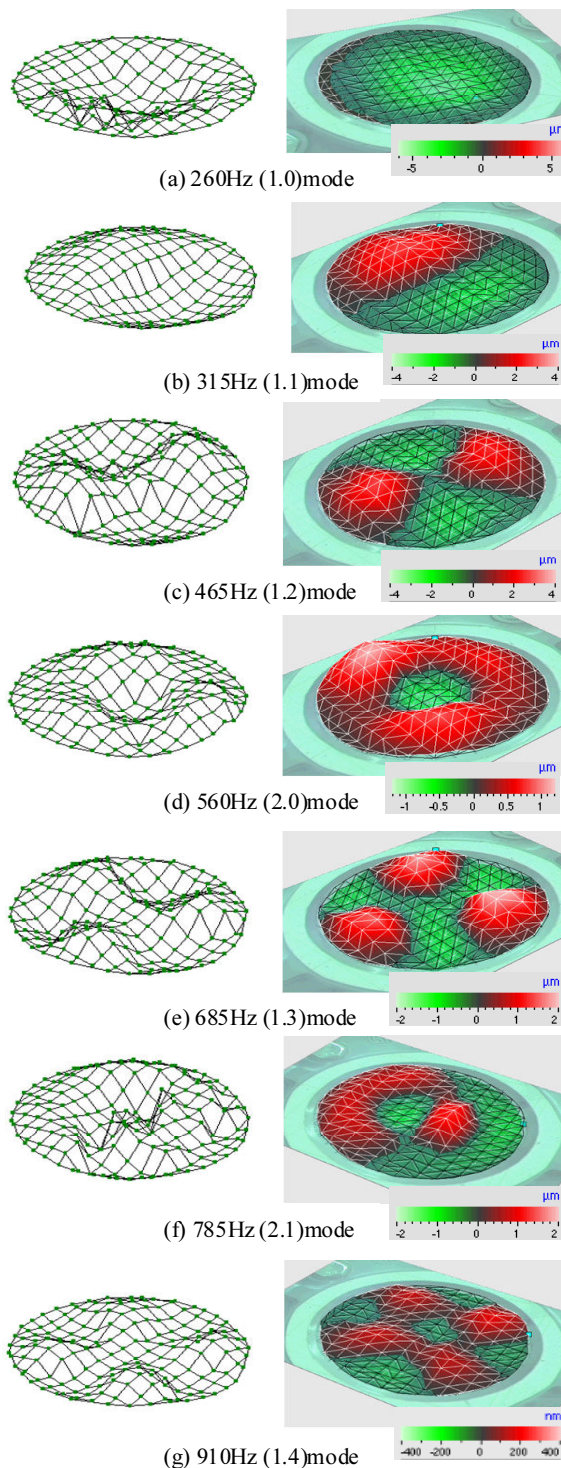 μm
-5 0 5
(a) 260Hz (1.0)mode
μm
-4 -2 0 2 4
(b) 315Hz (1.1)mode
μm
-4 -2 0 2 4
(c) 465Hz (1.2)mode
μm
-1 -0.5 0 0.5 1
(d) 560Hz (2.0)mode
μm
-2 -1 0 1 2
(e) 685Hz (1.3)mode
μm
-2 -1 0 1 2
(f) 785Hz (2.1)mode
nm
-400 -200 0 200 400
(g) 910Hz (1.4)mode